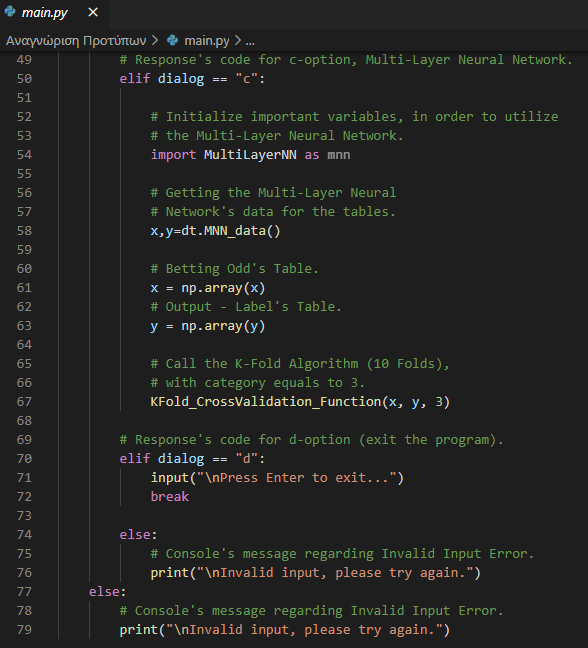 main.py ×
Αναγνώριση Προτύπων > main.py > ...
49 # Response's code for c-option, Multi-Layer Neural Network.
50 elif dialog == "c":
51
52 # Initialize important variables, in order to utilize
53 # the Multi-Layer Neural Network.
54 import MultiLayerNN as mnn
55
56 # Getting the Multi-Layer Neural
57 # Network's data for the tables.
58 x,y=dt.MNN_data()
59
60 # Betting Odd's Table.
61 x = np.array(x)
62 # Output - Label's Table.
63 y = np.array(y)
64
65 # Call the K-Fold Algorithm (10 Folds),
66 # with category equals to 3.
67 KFold_CrossValidation_Function(x, y, 3)
68
69 # Response's code for d-option (exit the program).
70 elif dialog == "d":
71 input("\nPress Enter to exit...")
72 break
73
74 else:
75 # Console's message regarding Invalid Input Error.
76 print("\nInvalid input, please try again.")
77 else:
78 # Console's message regarding Invalid Input Error.
79 print("\nInvalid input, please try again.")